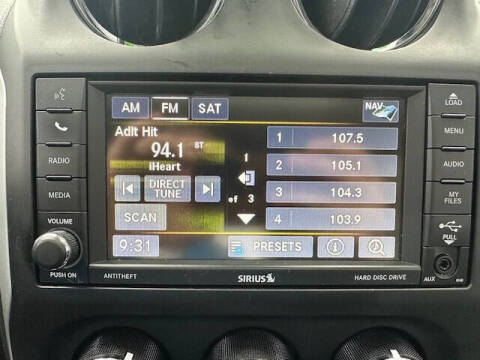 AM FM SAT NAV
Adlt Hit
94.1 ST
iHeart
DIRECT TUNE
SCAN
9:31
1 of 3
1 107.5
2 105.1
3 104.3
4 103.9
PRESETS
RADIO
MEDIA
VOLUME
PUSH ON
LOAD
MENU
AUDIO
MY FILES
PULL
AUX
ANTITHEFT
SIRIUS
HARD DISC DRIVE